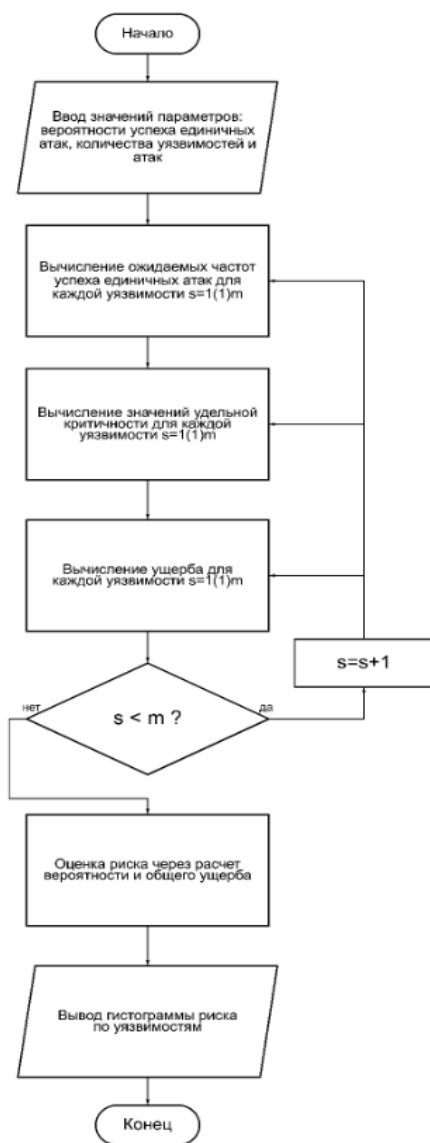 Начало
Ввод значений параметров:
вероятности успеха единичных
атак, количества уязвимостей и
атак
Вычисление ожидаемых частот
успеха единичных атак для
каждой уязвимости s=1(1)m
Вычисление значений удельной
критичности для каждой
уязвимости s=1(1)m
Вычисление ущерба для
каждой уязвимости s=1(1)m
s=s+1
нет
s < m ?
да
Оценка риска через расчет
вероятности и общего ущерба
Вывод гистограммы риска
по уязвимостям
Конец